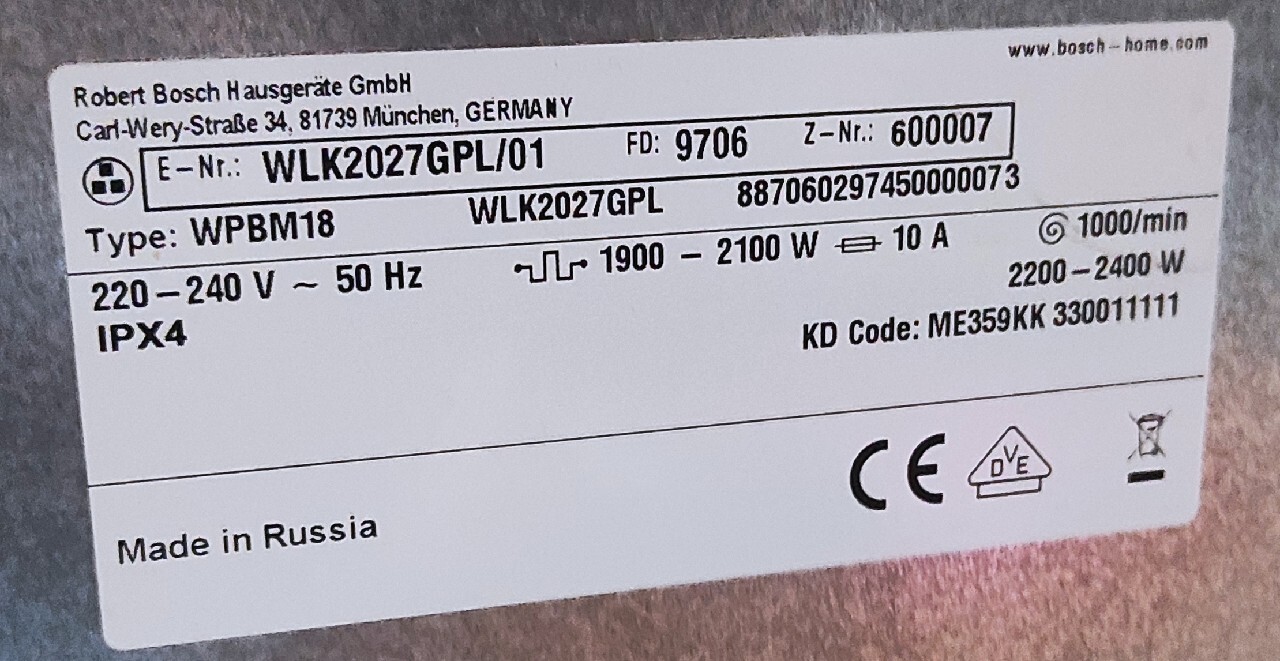 www.bosch-home.com
Robert Bosch Hausgeräte GmbH
Carl-Wery-Straße 34, 81739 München, GERMANY
E-Nr.: WLK2027GPL/01 FD: 9706 Z-Nr.: 600007
Type: WPBM18 WLK2027GPL 887060297450000073
220-240 V ~ 50 Hz 1900 - 2100 W 10 A 1000/min
2200-2400 W
IPX4 KD Code: ME359KK 330011111
CE DVE
Made in Russia